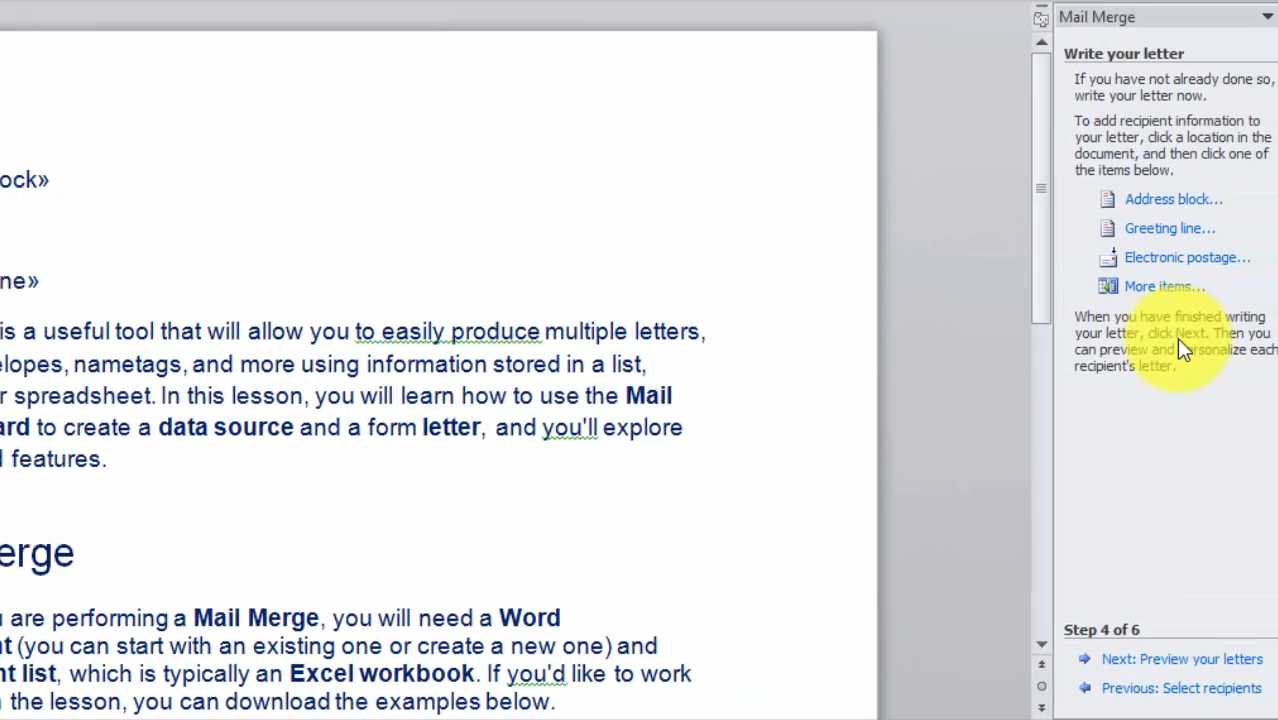 ock»
ne»
is a useful tool that will allow you to easily produce multiple letters,
elopes, nametags, and more using information stored in a list,
r spreadsheet. In this lesson, you will learn how to use the Mail
ard to create a data source and a form letter, and you'll explore
d features.
erge
u are performing a Mail Merge, you will need a Word
nt (you can start with an existing one or create a new one) and
nt list, which is typically an Excel workbook. If you'd like to work
the lesson, you can download the examples below.
Mail Merge
Write your letter
If you have not already done so,
write your letter now.
To add recipient information to
your letter, click a location in the
document, and then click one of
the items below.
Address block...
Greeting line...
Electronic postage...
More items...
When you have finished writing
your letter, click Next. Then you
can preview and personalize each
recipient's letter.
Step 4 of 6
Next: Preview your letters
Previous: Select recipients